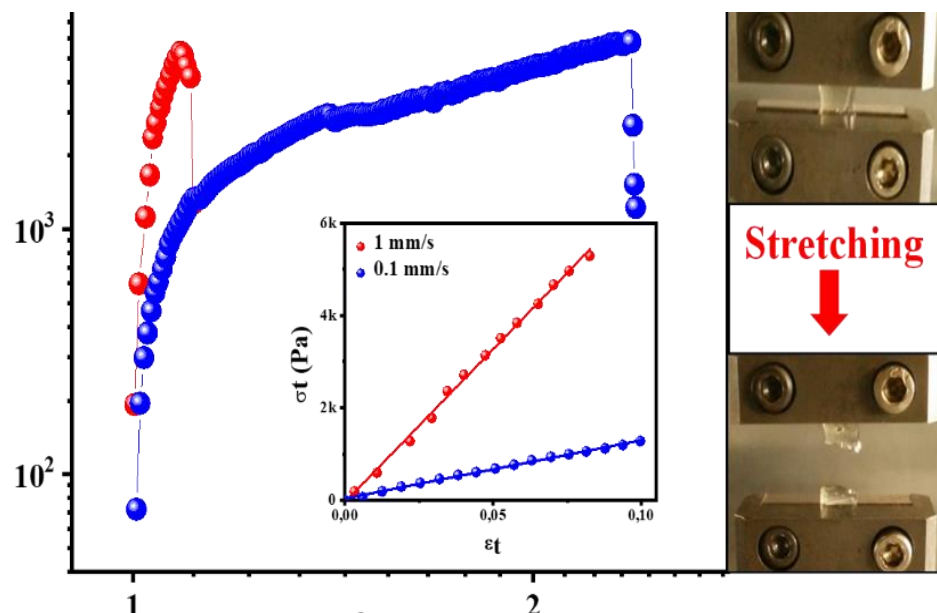 10³
10²
1
2
6k
4k
2k
0
0,00
0,05
0,10
σt (Pa)
εt
1 mm/s
0.1 mm/s
Stretching